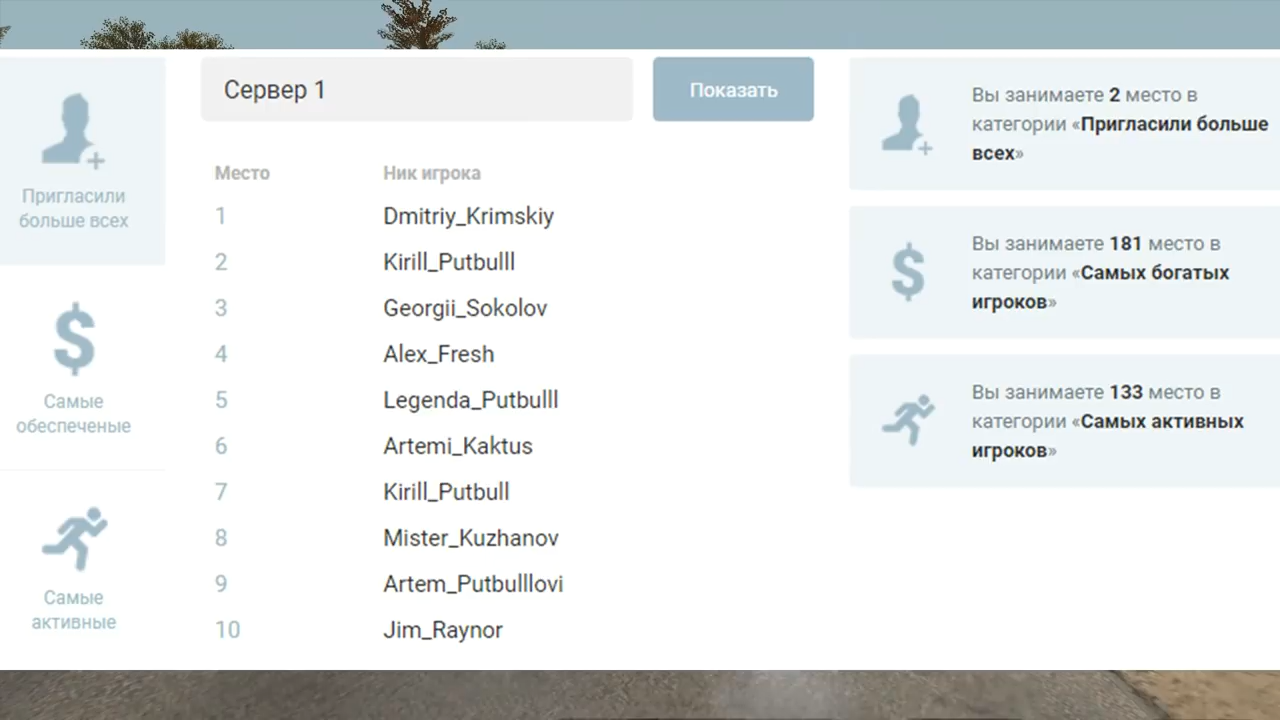 Пригласили
больше всех
Самые
обеспеченые
Самые
активные
Сервер 1
Показать
Место Ник игрока
1 Dmitriy_Krimskiy
2 Kirill_Putbulll
3 Georgii_Sokolov
4 Alex_Fresh
5 Legenda_Putbulll
6 Artemi_Kaktus
7 Kirill_Putbull
8 Mister_Kuzhanov
9 Artem_Putbulllovi
10 Jim_Raynor
Вы занимаете 2 место в
категории «Пригласили больше
всех»
Вы занимаете 181 место в
категории «Самых богатых
игроков»
Вы занимаете 133 место в
категории «Самых активных
игроков»